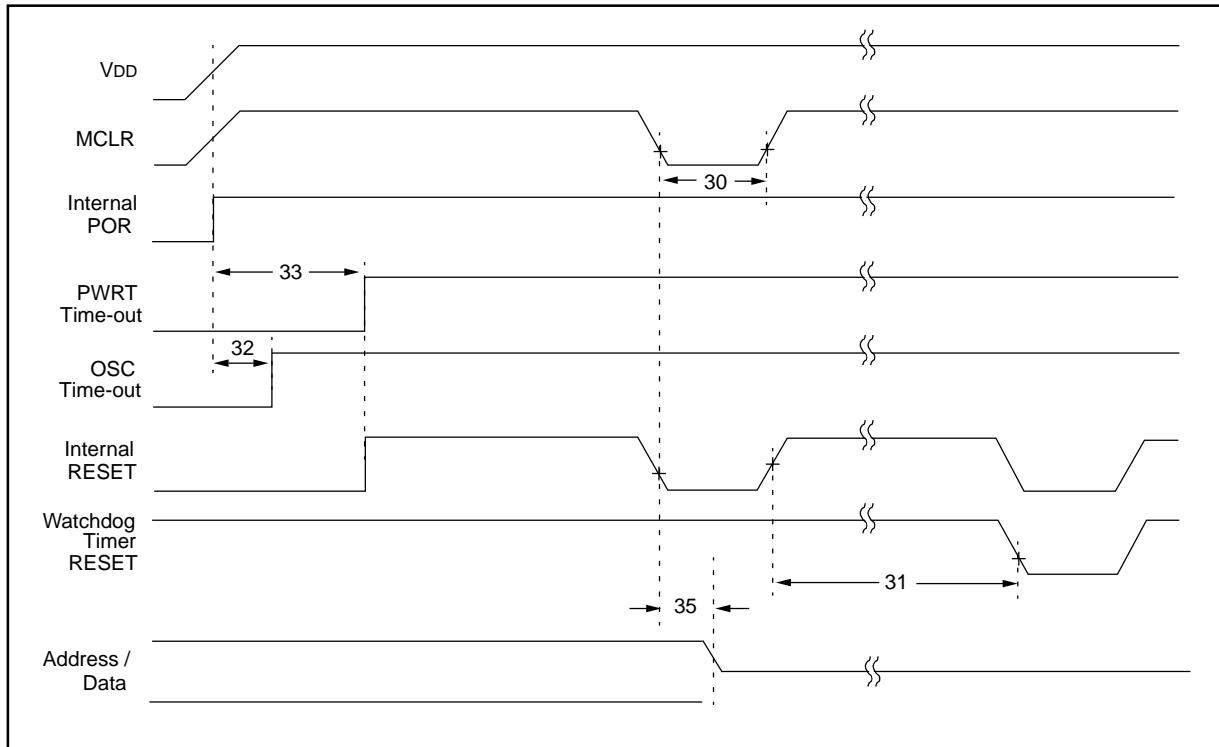 VDD
MCLR
30
Internal
POR
33
PWRT
Time-out
32
OSC
Time-out
Internal
RESET
Watchdog
Timer
RESET
31
35
Address /
Data